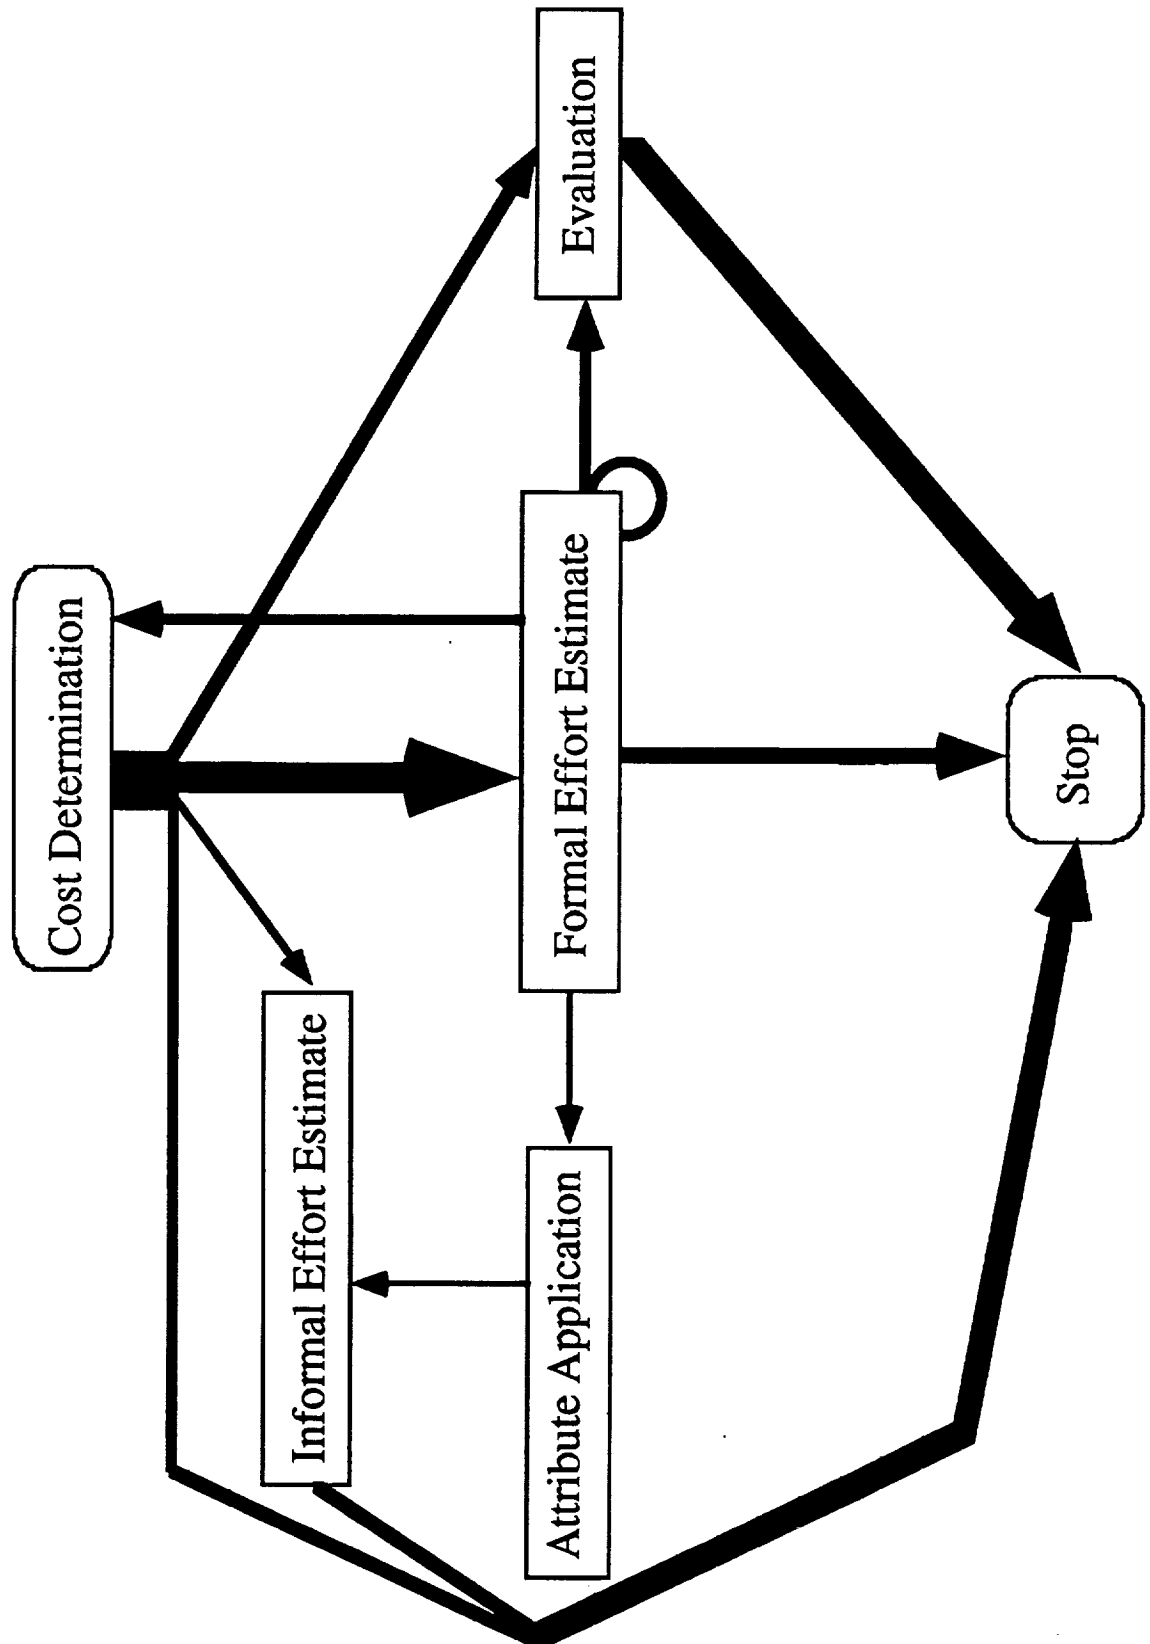 Cost Determination
Informal Effort Estimate
Formal Effort Estimate
Evaluation
Attribute Application
Stop